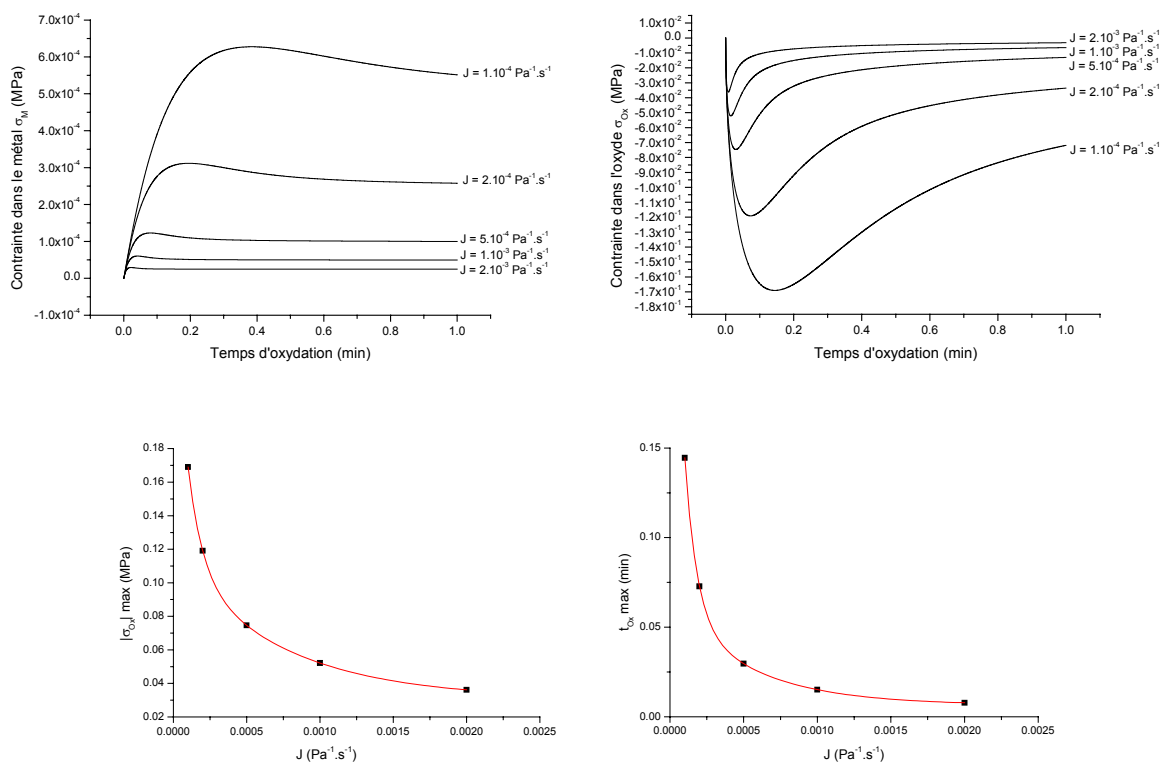 7.0x10⁻⁴
6.0x10⁻⁴
5.0x10⁻⁴
4.0x10⁻⁴
3.0x10⁻⁴
2.0x10⁻⁴
1.0x10⁻⁴
0.0
-1.0x10⁻⁴
Contrainte dans le métal σ_M (MPa)
J = 1.10⁻⁴ Pa⁻¹.s⁻¹
J = 2.10⁻⁴ Pa⁻¹.s⁻¹
J = 5.10⁻⁴ Pa⁻¹.s⁻¹
J = 1.10⁻³ Pa⁻¹.s⁻¹
J = 2.10⁻³ Pa⁻¹.s⁻¹
0.0 0.2 0.4 0.6 0.8 1.0
Temps d'oxydation (min)
1.0x10⁻²
0.0
-1.0x10⁻²
-2.0x10⁻²
-3.0x10⁻²
-4.0x10⁻²
-5.0x10⁻²
-6.0x10⁻²
-7.0x10⁻²
-8.0x10⁻²
-9.0x10⁻²
-1.0x10⁻¹
-1.1x10⁻¹
-1.2x10⁻¹
-1.3x10⁻¹
-1.4x10⁻¹
-1.5x10⁻¹
-1.6x10⁻¹
-1.7x10⁻¹
-1.8x10⁻¹
Contrainte dans l'oxyde σ_Ox (MPa)
J = 2.10⁻³ Pa⁻¹.s⁻¹
J = 1.10⁻³ Pa⁻¹.s⁻¹
J = 5.10⁻⁴ Pa⁻¹.s⁻¹
J = 2.10⁻⁴ Pa⁻¹.s⁻¹
J = 1.10⁻⁴ Pa⁻¹.s⁻¹
0.0 0.2 0.4 0.6 0.8 1.0
Temps d'oxydation (min)
0.18
0.16
0.14
0.12
0.10
0.08
0.06
0.04
0.02
|σ_Ox| max (MPa)
0.0000 0.0005 0.0010 0.0015 0.0020 0.0025
J (Pa⁻¹.s⁻¹)
0.15
0.10
0.05
0.00
t_Ox max (min)
0.0000 0.0005 0.0010 0.0015 0.0020 0.0025
J (Pa⁻¹.s⁻¹)